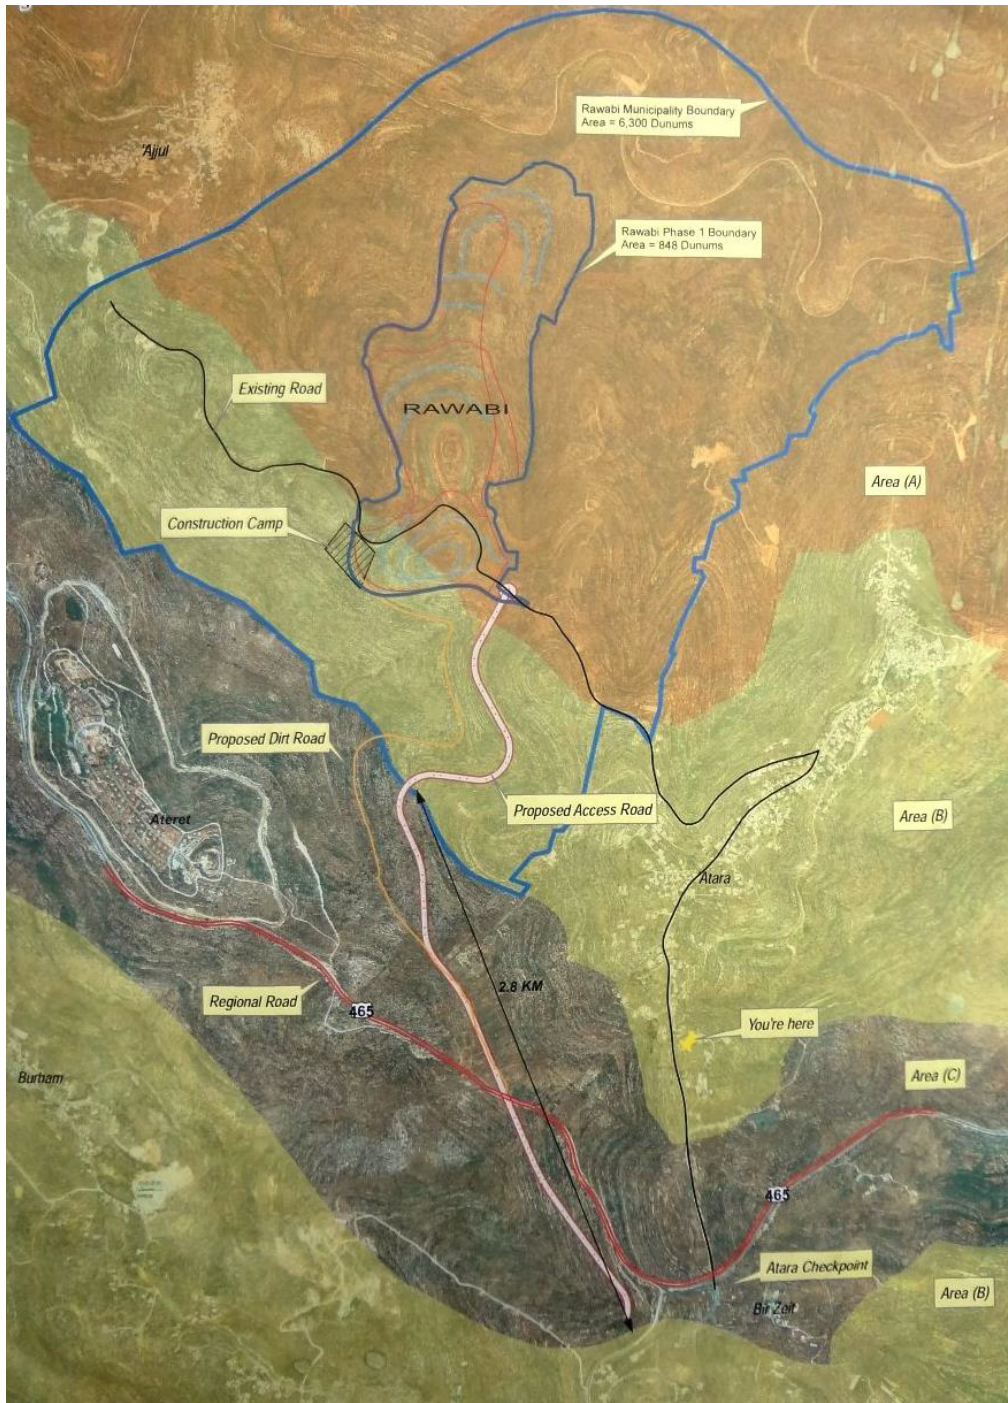 Rawabi Municipality Boundary
Area = 6,300 Dunums
'Ajjul
Rawabi Phase 1 Boundary
Area = 848 Dunums
Existing Road
RAWABI
Area (A)
Construction Camp
Proposed Dirt Road
Proposed Access Road
Area (B)
Ateret
Atara
2.8 KM
Regional Road
465
You're here
Area (C)
Burham
465
Atara Checkpoint
Area (B)
Bir Zeit